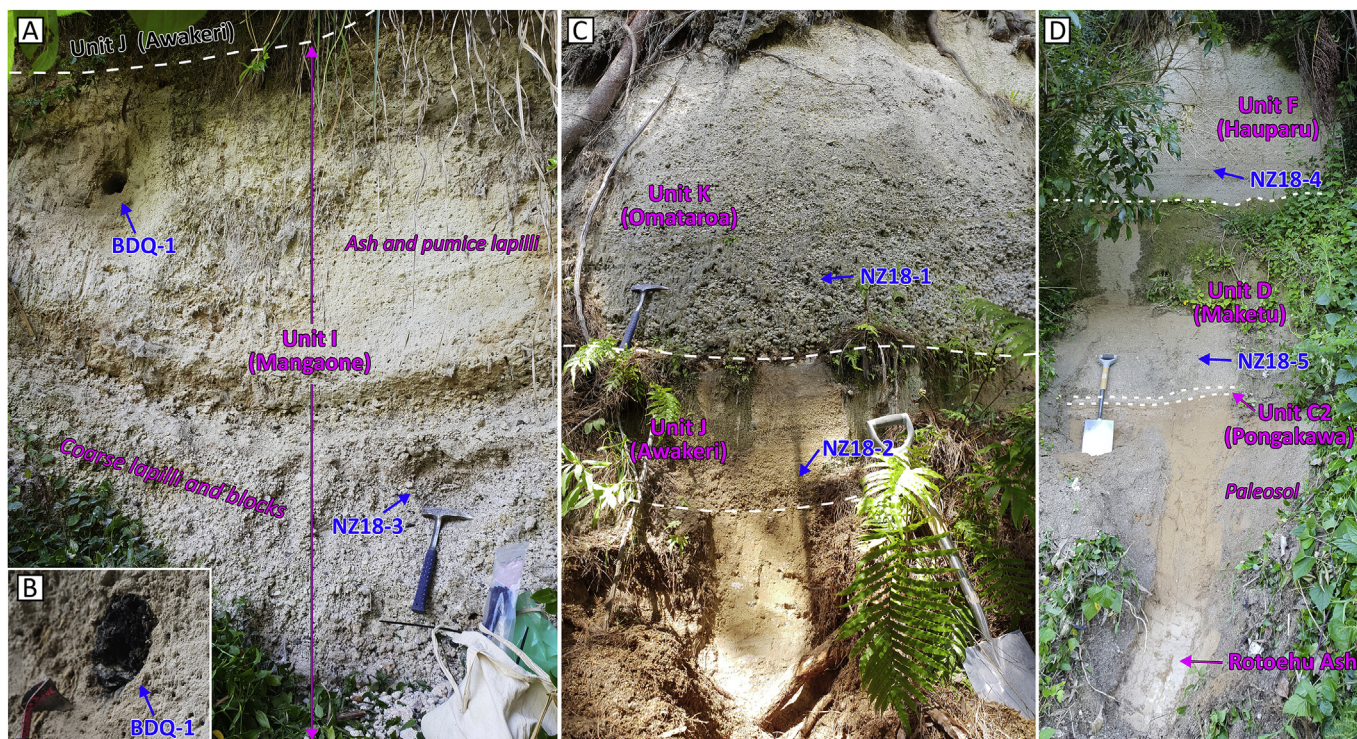 A
Unit J (Awakeri)
BDQ-1
Ash and pumice lapilli
Unit I
(Mangaone)
Coarse lapilli and blocks
NZ18-3
B
BDQ-1
C
Unit K
(Omataroa)
NZ18-1
Unit J
(Awakeri)
NZ18-2
D
Unit F
(Hauparu)
NZ18-4
Unit D
(Maketu)
NZ18-5
Unit C2
(Pongakawa)
Paleosol
Rotoehu Ash